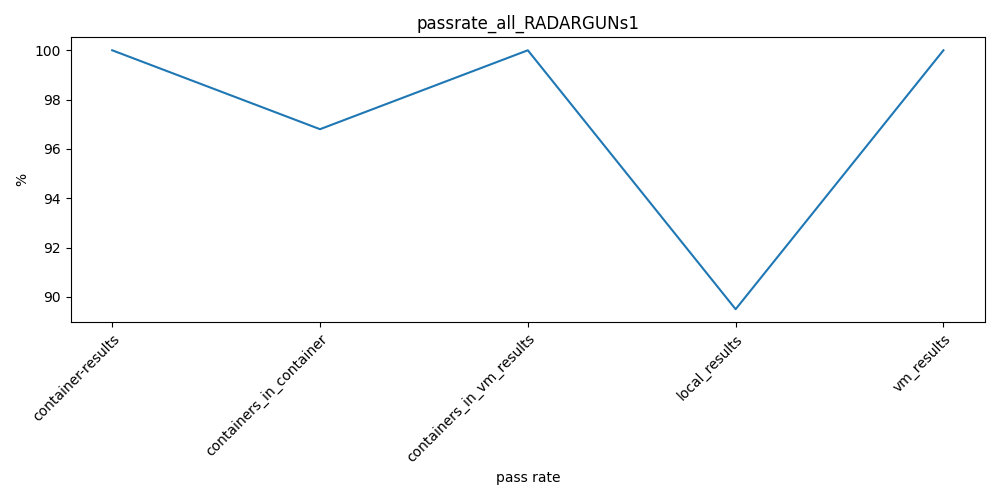 passrate_all_RADARGUNs1
100
98
96
94
92
90
%
container-results
containers_in_container
containers_in_vm_results
local_results
vm_results
pass rate